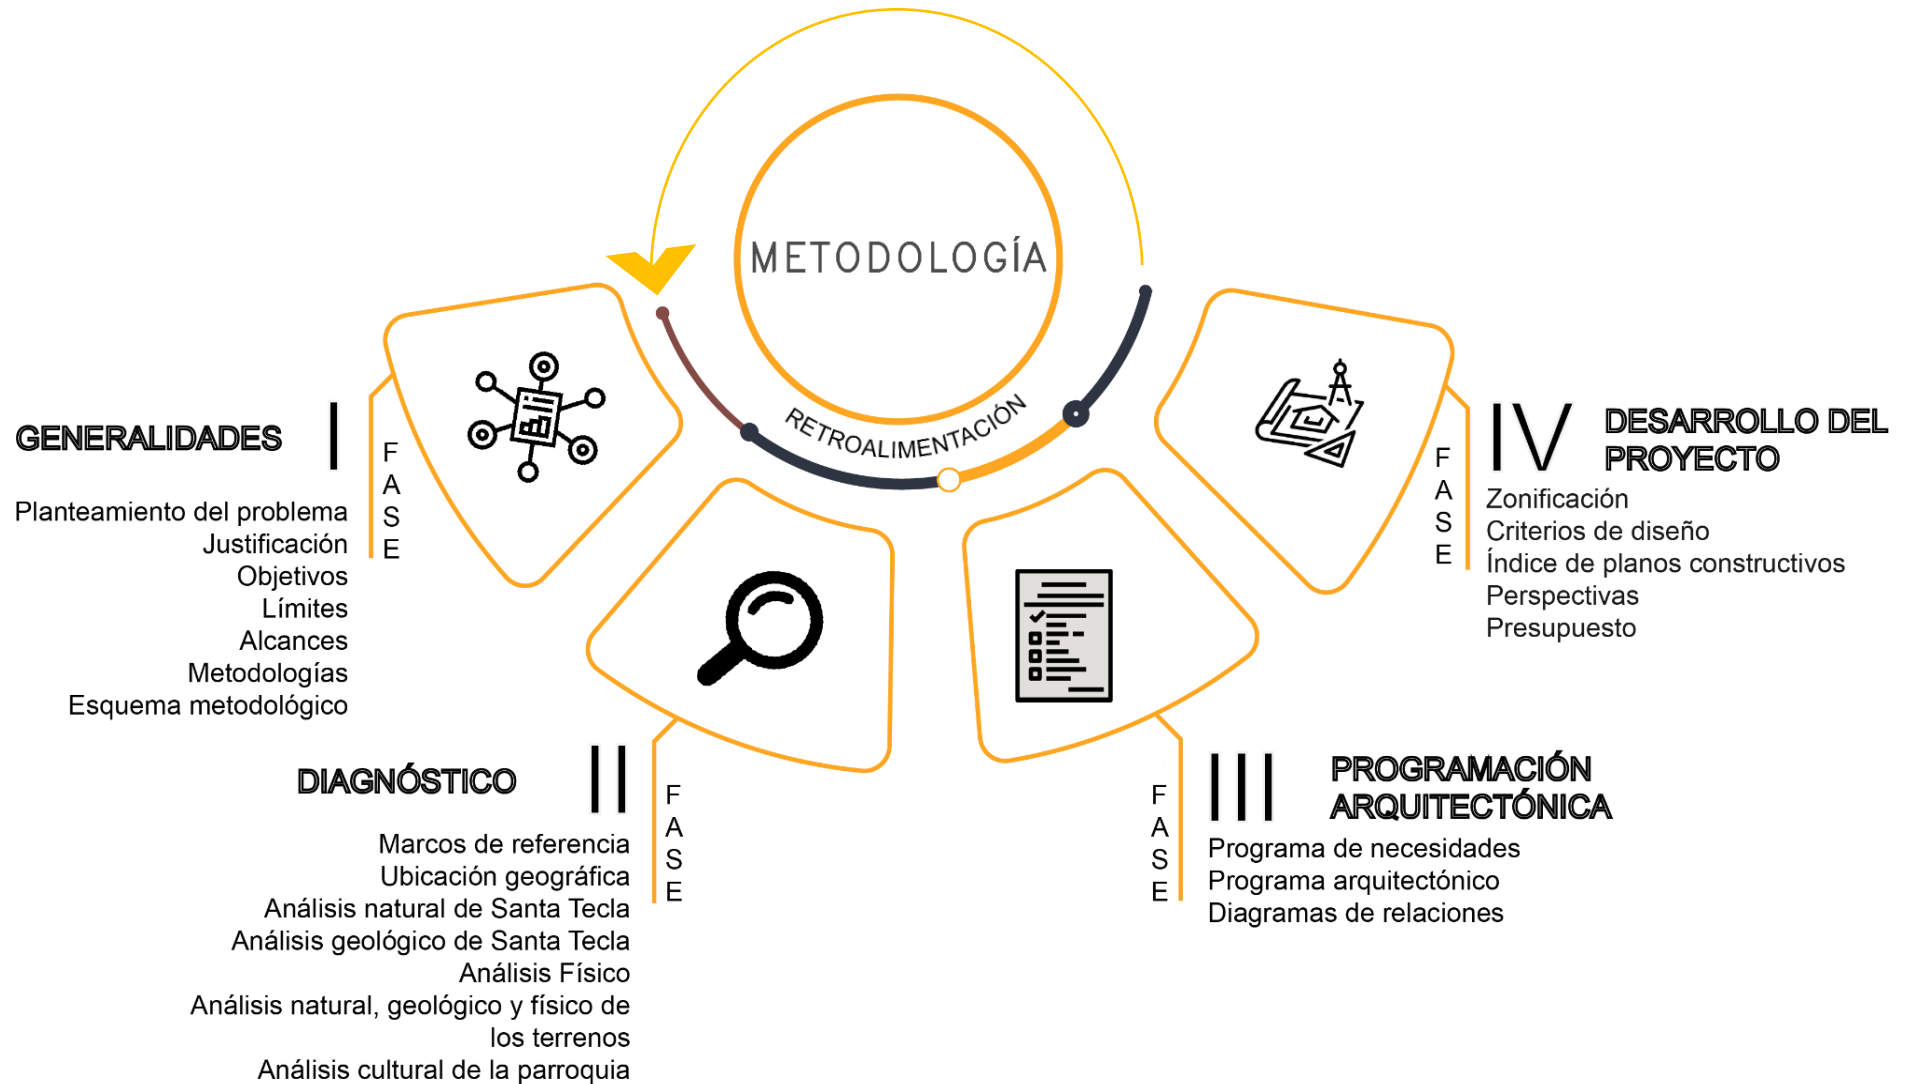 METODOLOGÍA
RETROALIMENTACIÓN
FASE
I
GENERALIDADES
Planteamiento del problema
Justificación
Objetivos
Límites
Alcances
Metodologías
Esquema metodológico
FASE
II
DIAGNÓSTICO
Marcos de referencia
Ubicación geográfica
Análisis natural de Santa Tecla
Análisis geológico de Santa Tecla
Análisis Físico
Análisis natural, geológico y físico de
los terrenos
Análisis cultural de la parroquia
FASE
III
PROGRAMACIÓN
ARQUITECTÓNICA
Programa de necesidades
Programa arquitectónico
Diagramas de relaciones
FASE
IV
DESARROLLO DEL
PROYECTO
Zonificación
Criterios de diseño
Índice de planos constructivos
Perspectivas
Presupuesto